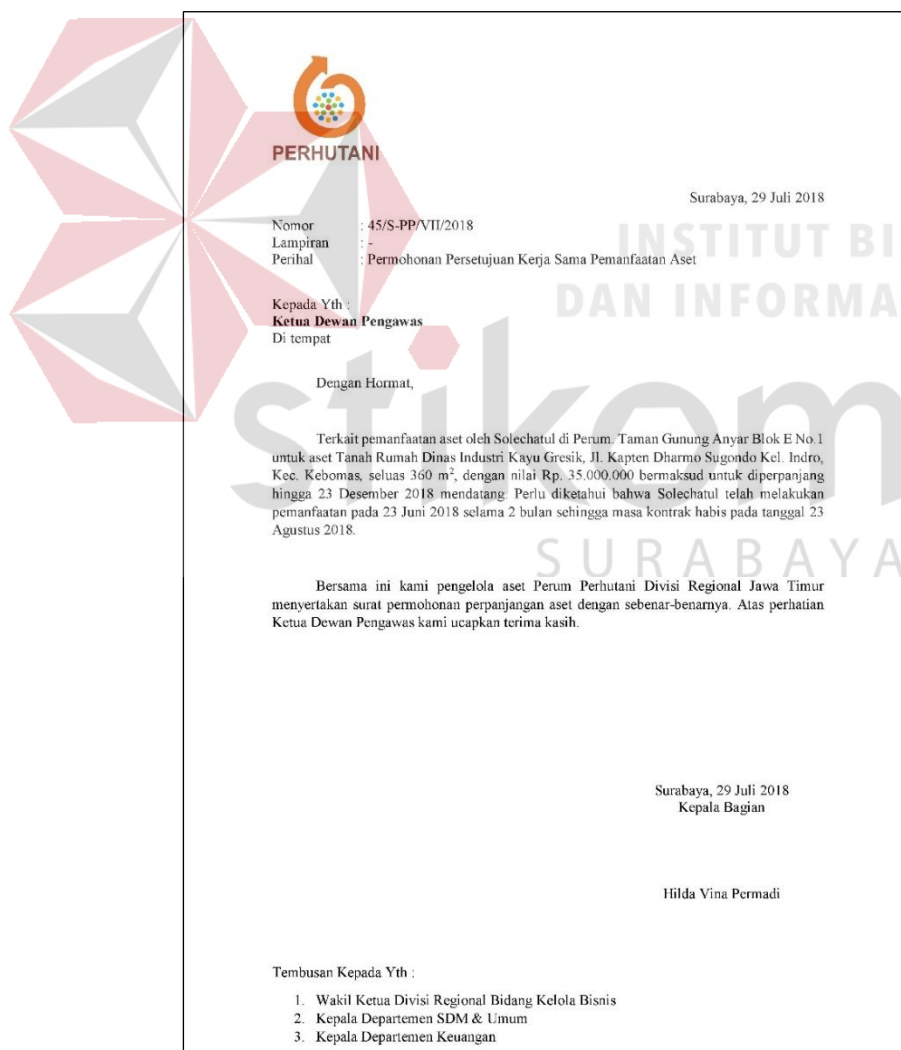 PERHUTANI
Surabaya, 29 Juli 2018
Nomor : 45/S-PP/VII/2018
Lampiran : -
Perihal : Permohonan Persetujuan Kerja Sama Pemanfaatan Aset
INSTITUT BI
DAN INFORMA
Kepada Yth :
Ketua Dewan Pengawas
Di tempat
stikom
SURABAYA
Dengan Hormat,
Terkait pemanfaatan aset oleh Solechatul di Perum. Taman Gunung Anyar Blok E No.1
untuk aset Tanah Rumah Dinas Industri Kayu Gresik, Jl. Kapten Dharmo Sugondo Kel. Indro,
Kec. Kebomas, seluas 360 m², dengan nilai Rp. 35.000.000 bermaksud untuk diperpanjang
hingga 23 Desember 2018 mendatang. Perlu diketahui bahwa Solechatul telah melakukan
pemanfaatan pada 23 Juni 2018 selama 2 bulan sehingga masa kontrak habis pada tanggal 23
Agustus 2018.
Bersama ini kami pengelola aset Perum Perhutani Divisi Regional Jawa Timur
menyertakan surat permohonan perpanjangan aset dengan sebenar-benarnya. Atas perhatian
Ketua Dewan Pengawas kami ucapkan terima kasih.
Surabaya, 29 Juli 2018
Kepala Bagian
Hilda Vina Permadi
Tembusan Kepada Yth :
1. Wakil Ketua Divisi Regional Bidang Kelola Bisnis
2. Kepala Departemen SDM & Umum
3. Kepala Departemen Keuangan